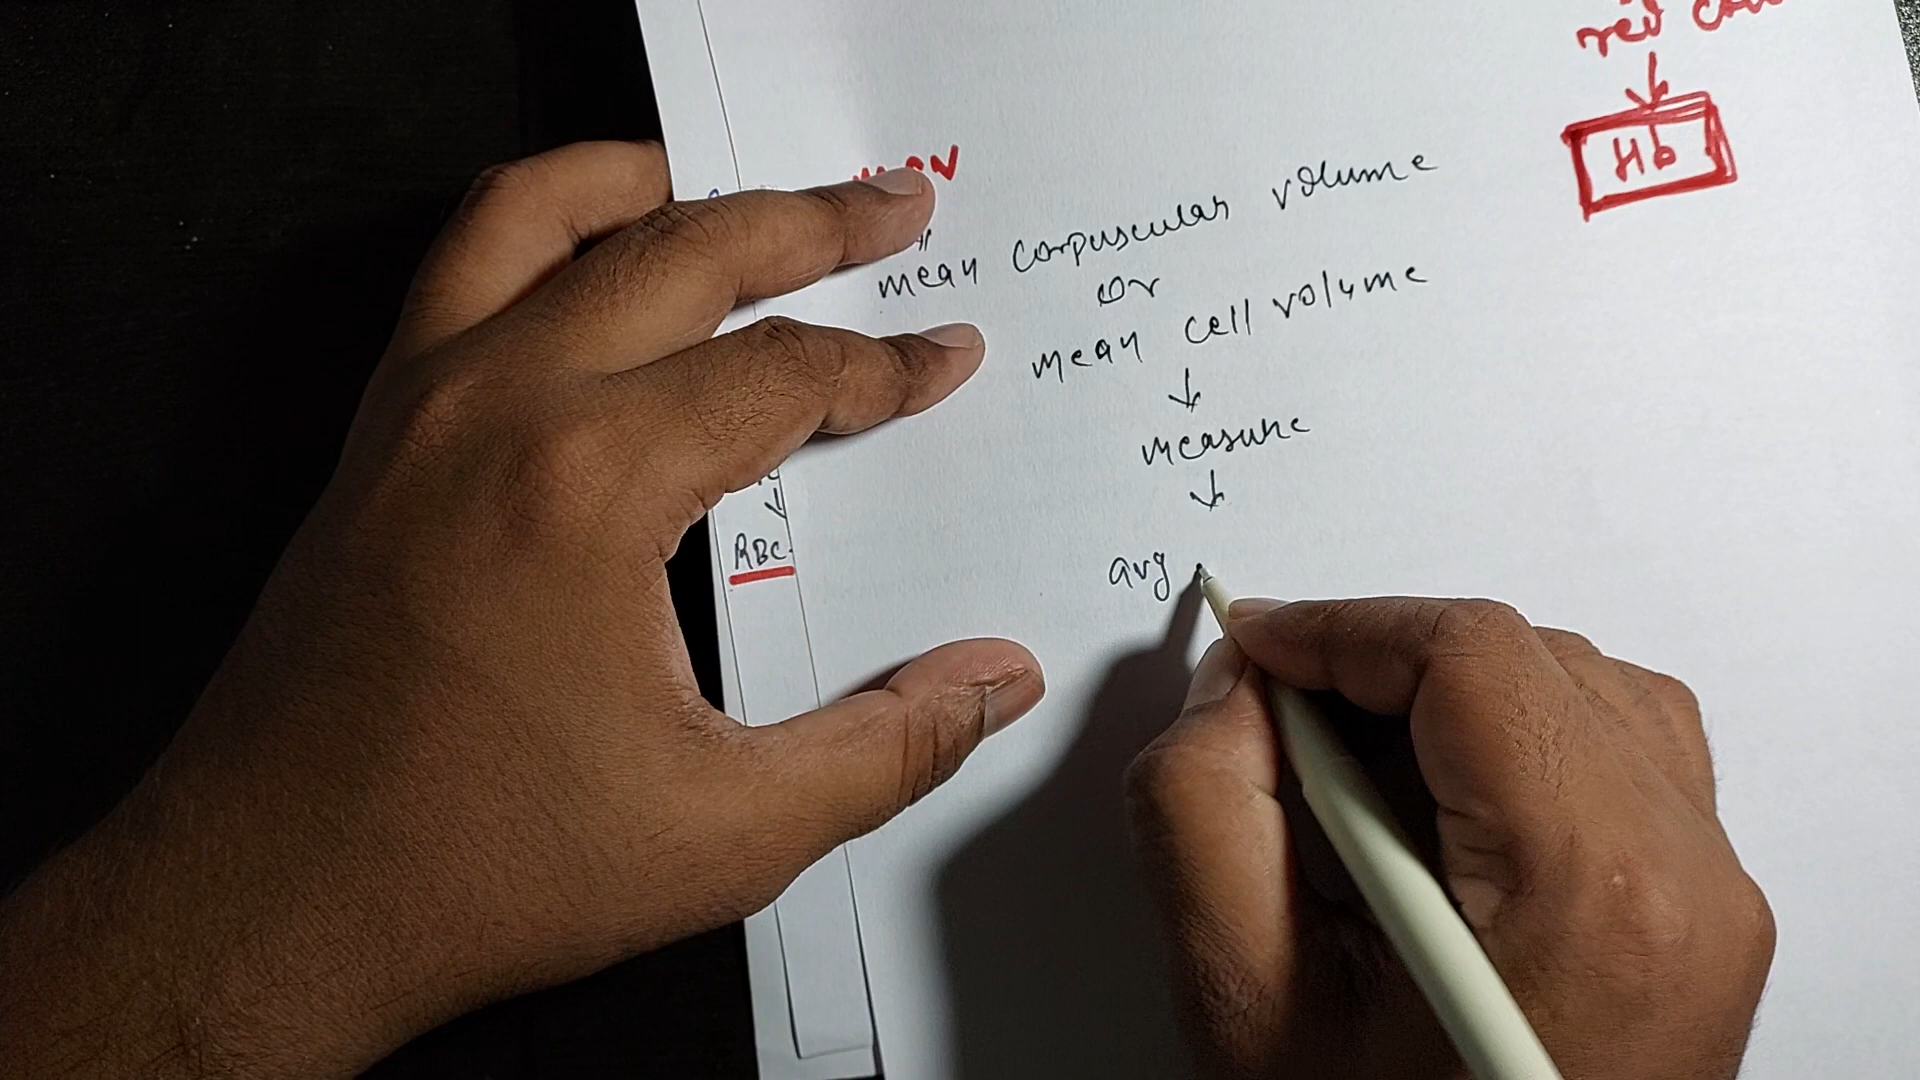 Hb
mean corpuscular volume
or
mean cell volume
measure
RBC
avg